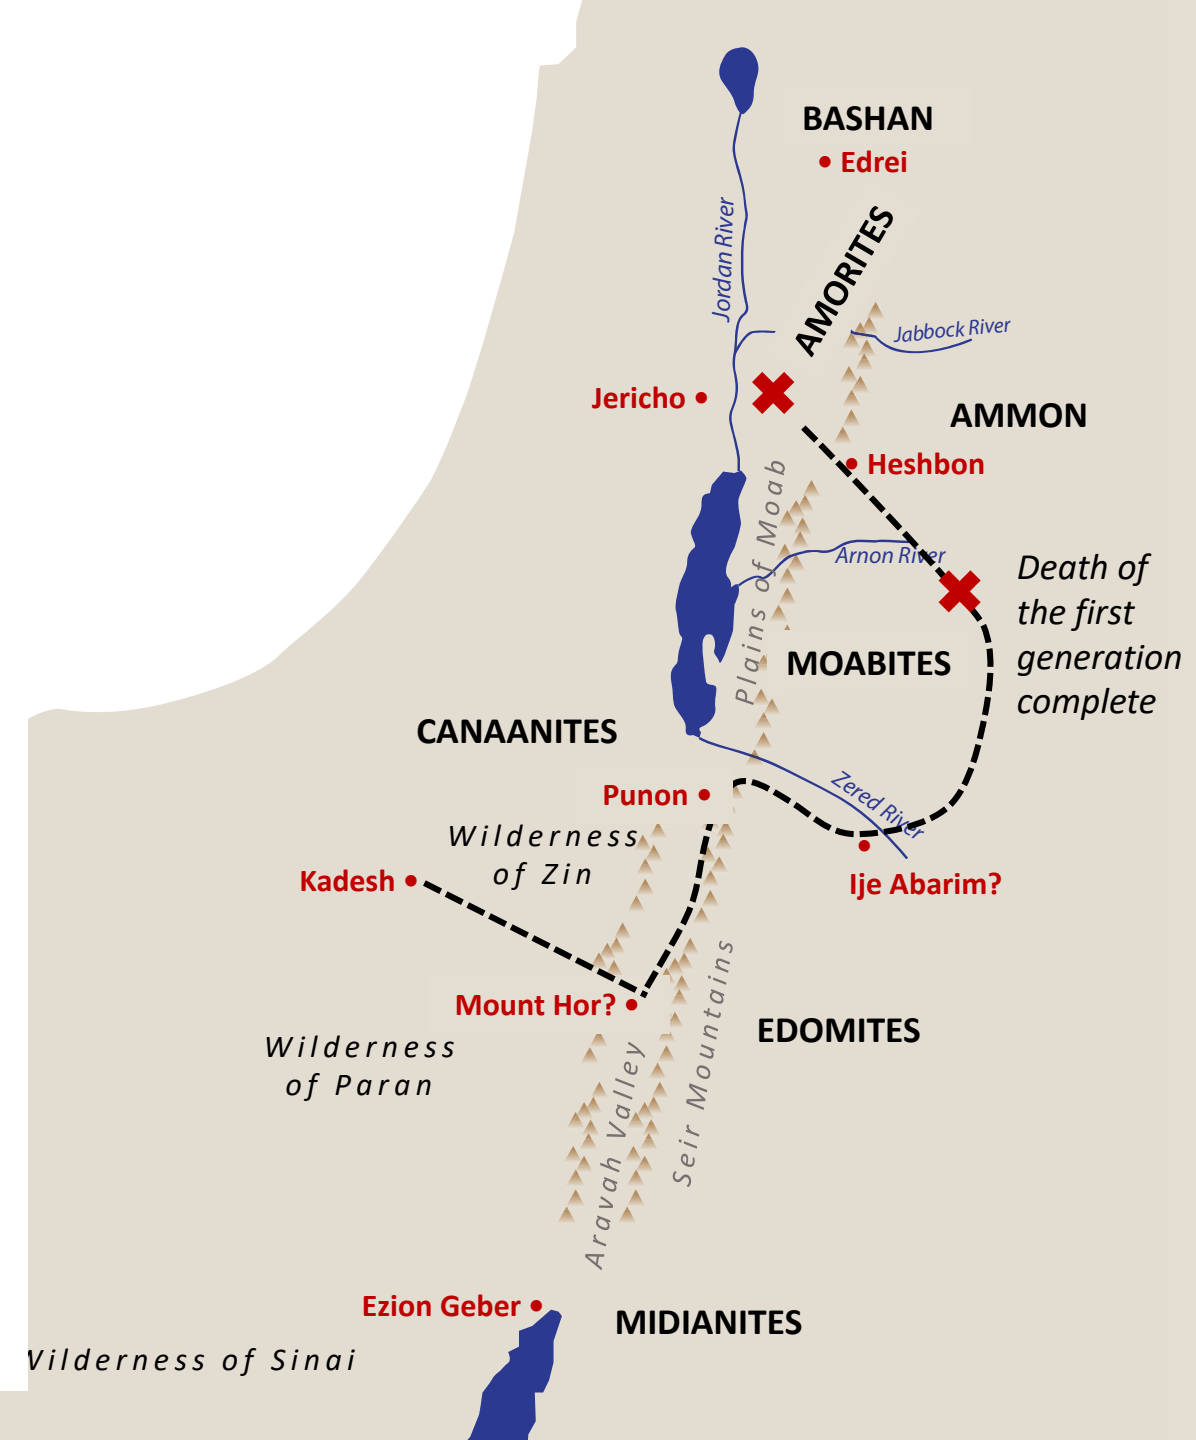 BASHAN
Edrei
Jordan River
AMORITES
Jabbock River
Jericho
AMMON
Heshbon
Plains of Moab
Arnon River
Death of
the first
generation
complete
MOABITES
CANAANITES
Punon
Zered River
Wilderness
of Zin
Kadesh
Ije Abarim?
Mount Hor?
Seir Mountains
EDOMITES
Wilderness
of Paran
Aravah Valley
Ezion Geber
MIDIANITES
Wilderness of Sinai